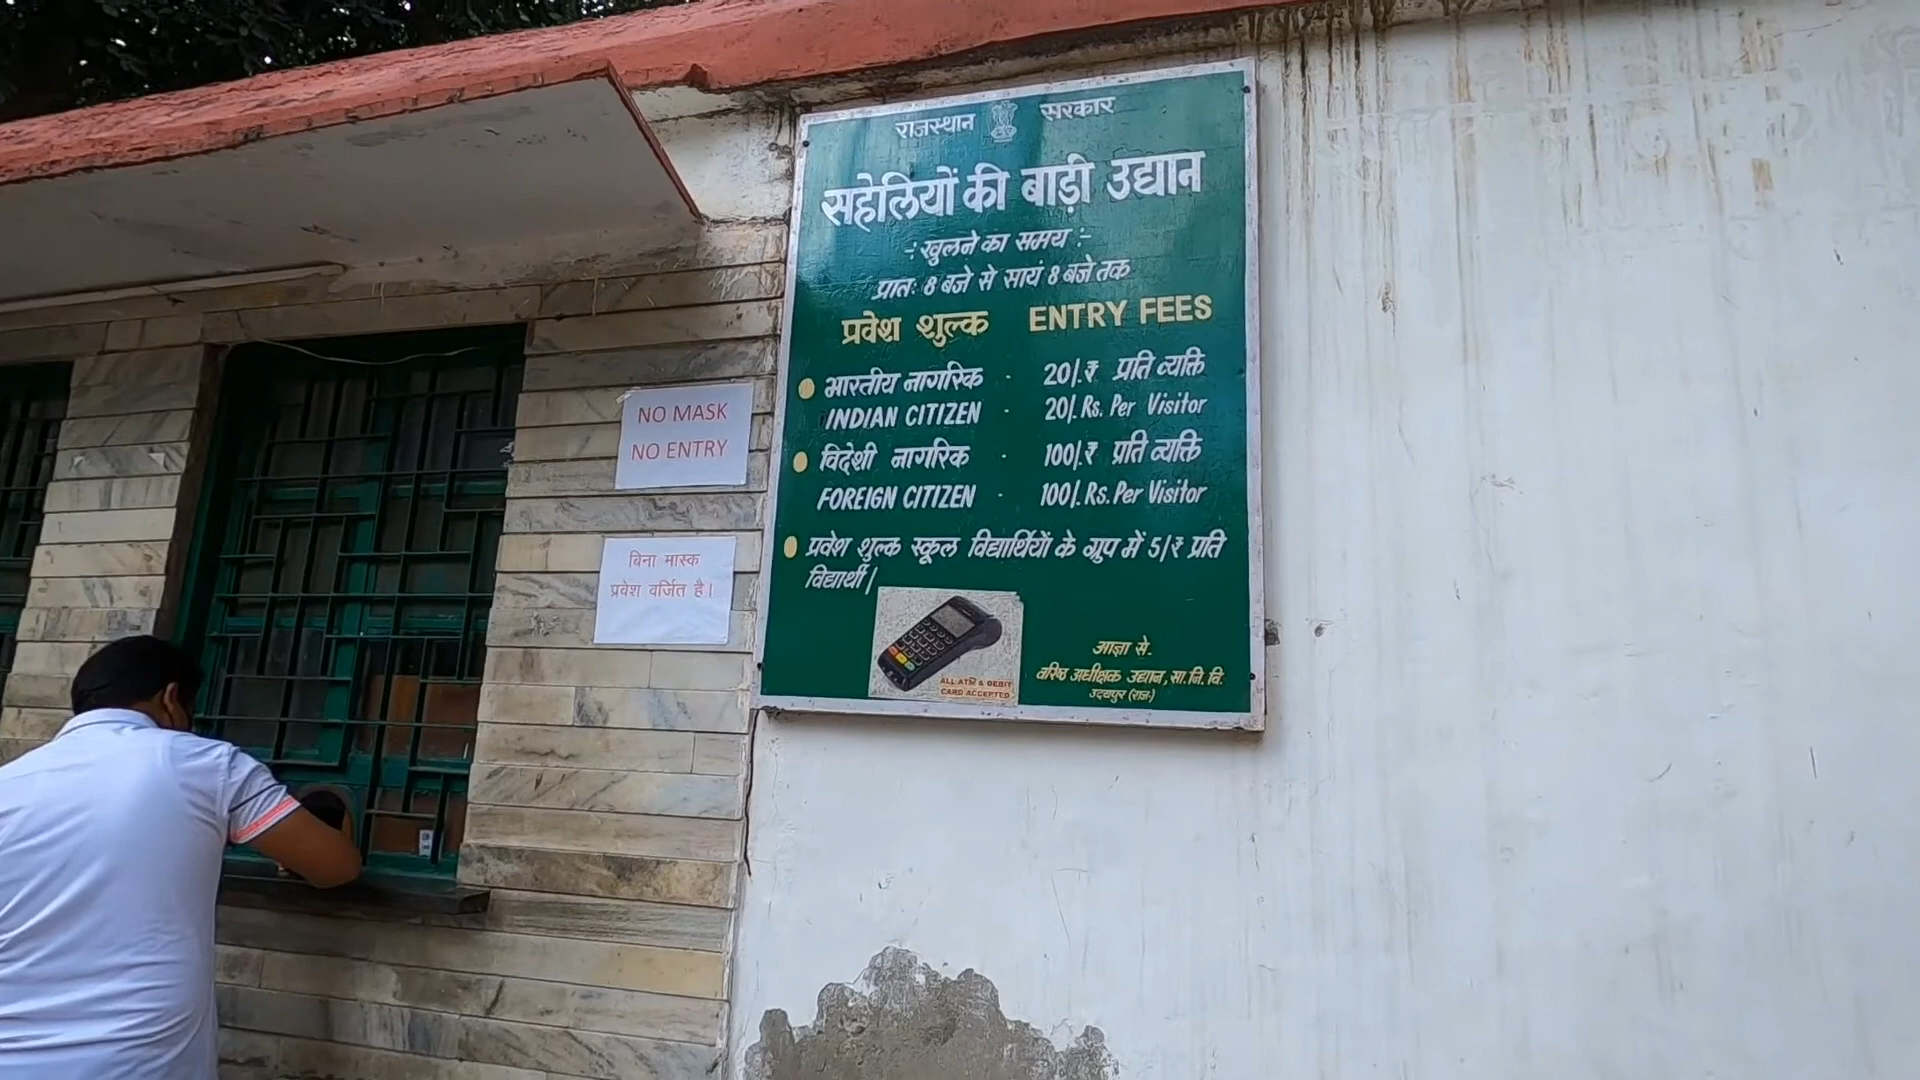 राजस्थान सरकार
सहेलियों की बाड़ी उद्यान
-: खुलने का समय :-
प्रातः 8 बजे से सायं 8 बजे तक
प्रवेश शुल्क ENTRY FEES
भारतीय नागरिक - 20/.₹ प्रति व्यक्ति
INDIAN CITIZEN - 20/. Rs. Per Visitor
विदेशी नागरिक - 100/.₹ प्रति व्यक्ति
FOREIGN CITIZEN - 100/. Rs. Per Visitor
प्रवेश शुल्क स्कूल विद्यार्थियों के ग्रुप में 5/₹ प्रति
विद्यार्थी|
ALL ATM & DEBIT
CARD ACCEPTED
आज्ञा से-
वरिष्ठ अधीक्षक उद्यान, सा.नि.वि.
उदयपुर (राज.)
NO MASK
NO ENTRY
बिना मास्क
प्रवेश वर्जित है।